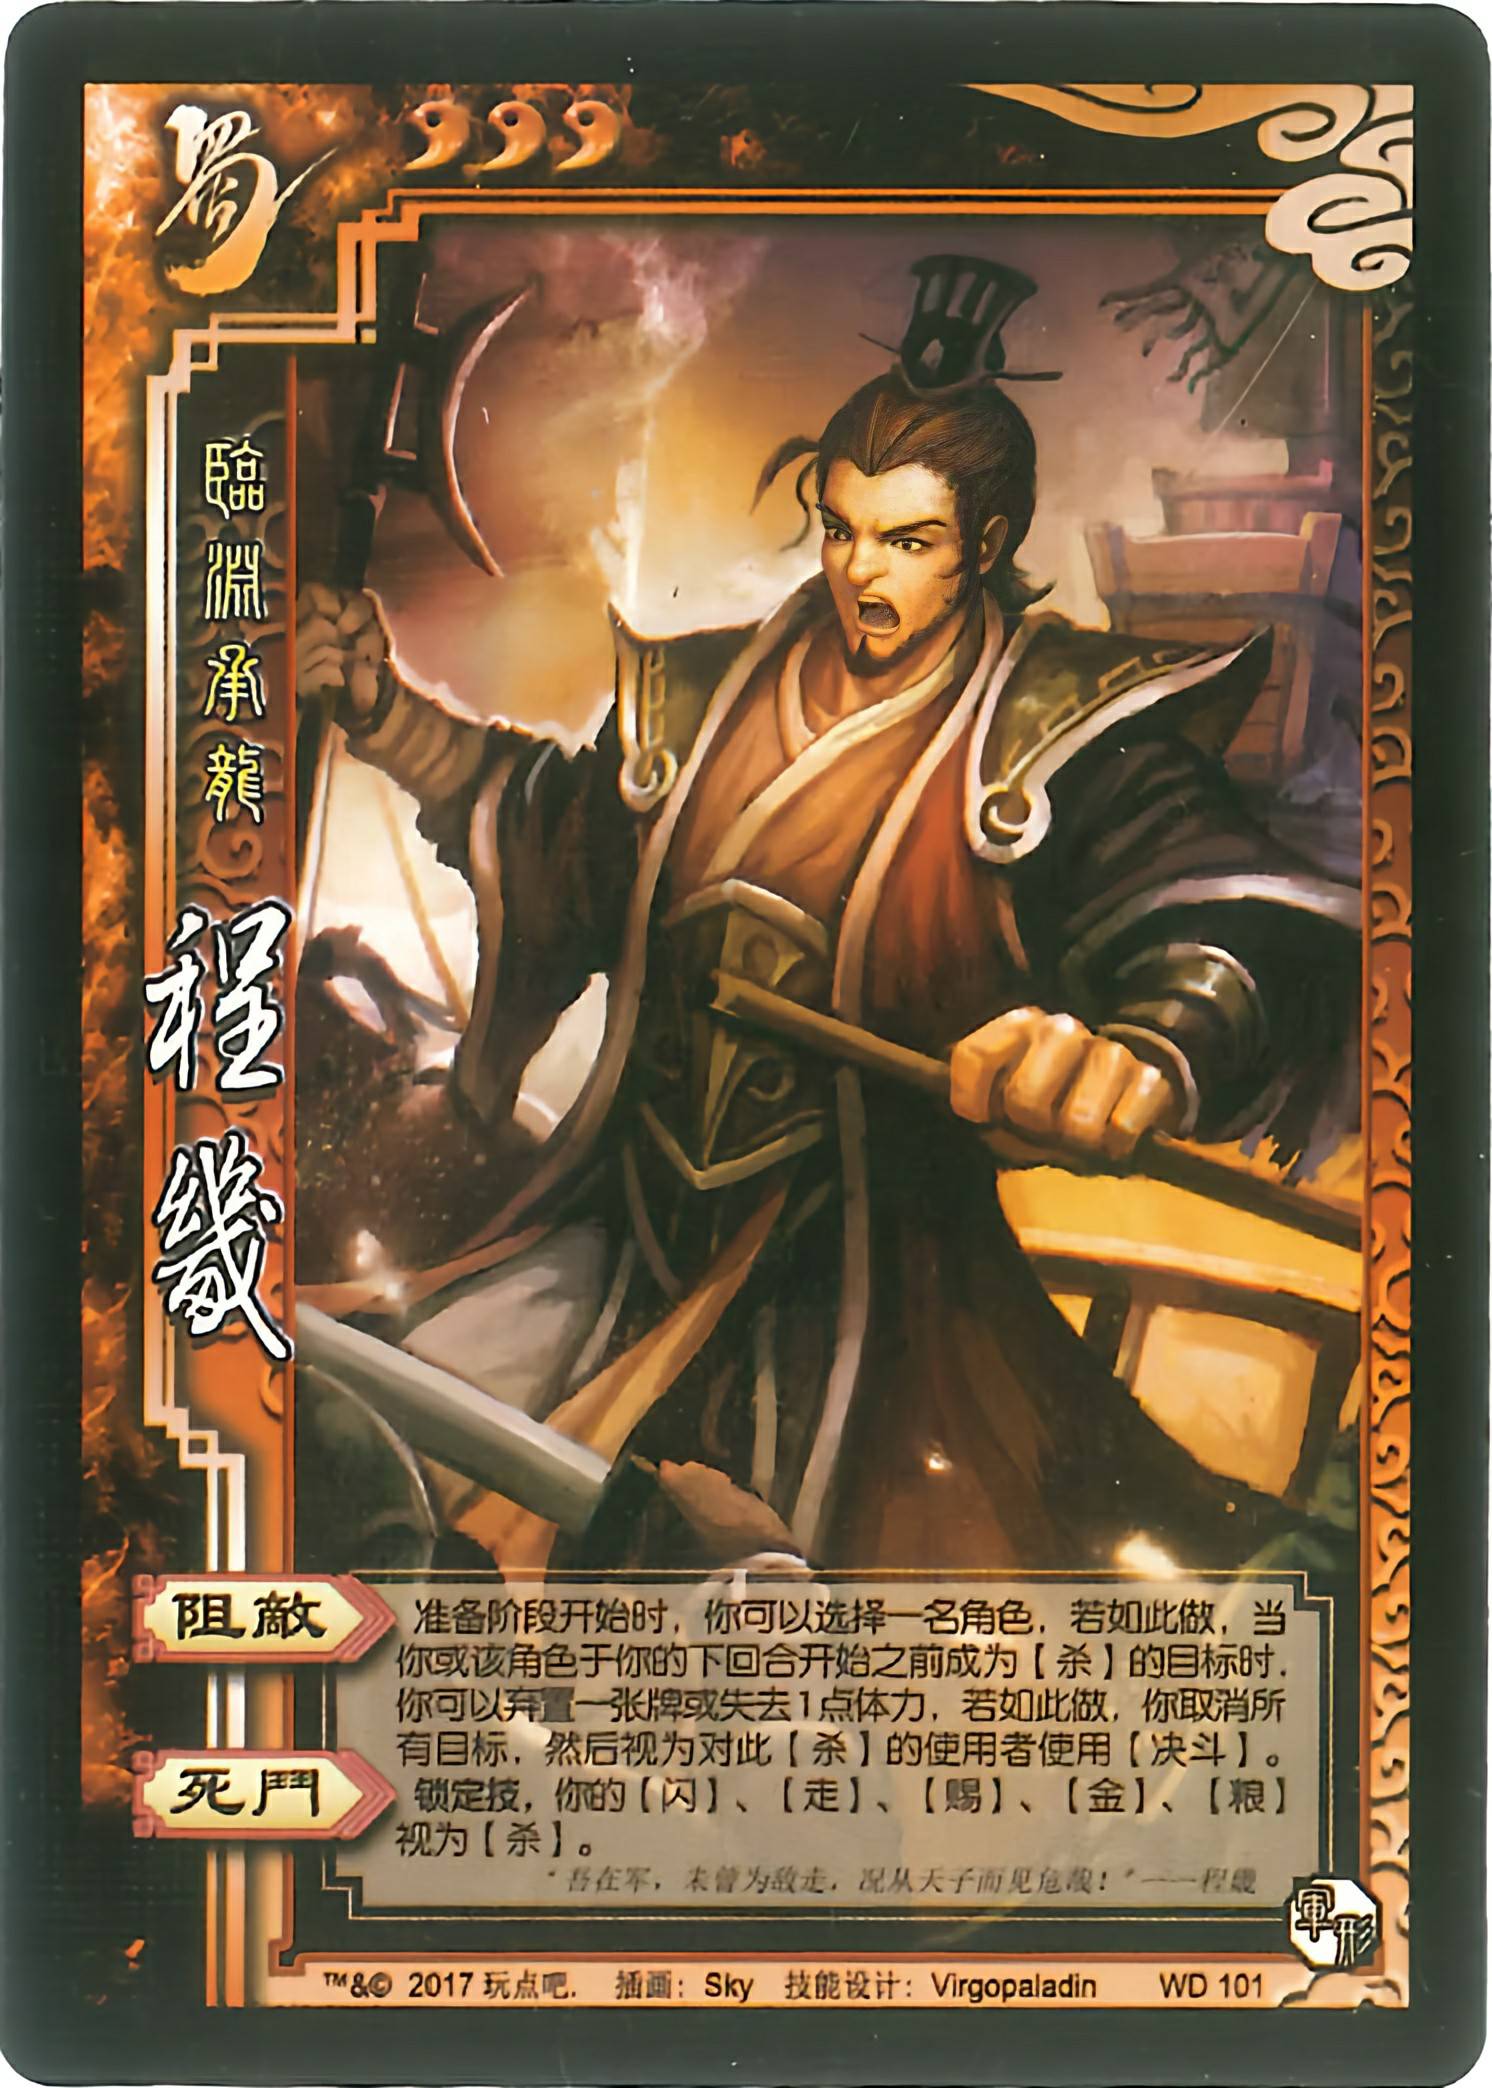 蜀
臨淵承龍
程畿
阻敵
准备阶段开始时，你可以选择一名角色，若如此做，当
你或该角色于你的下回合开始之前成为【杀】的目标时，
你可以弃置一张牌或失去1点体力，若如此做，你取消所
有目标，然后视为对此【杀】的使用者使用【决斗】。
死鬥
锁定技，你的【闪】、【走】、【赐】、【金】、【粮】
视为【杀】。
“吾在军，未曾为敌走，况从天子而见危哉！”——程畿
軍形
™&© 2017 玩点吧. 插画：Sky 技能设计：Virgopaladin WD 101